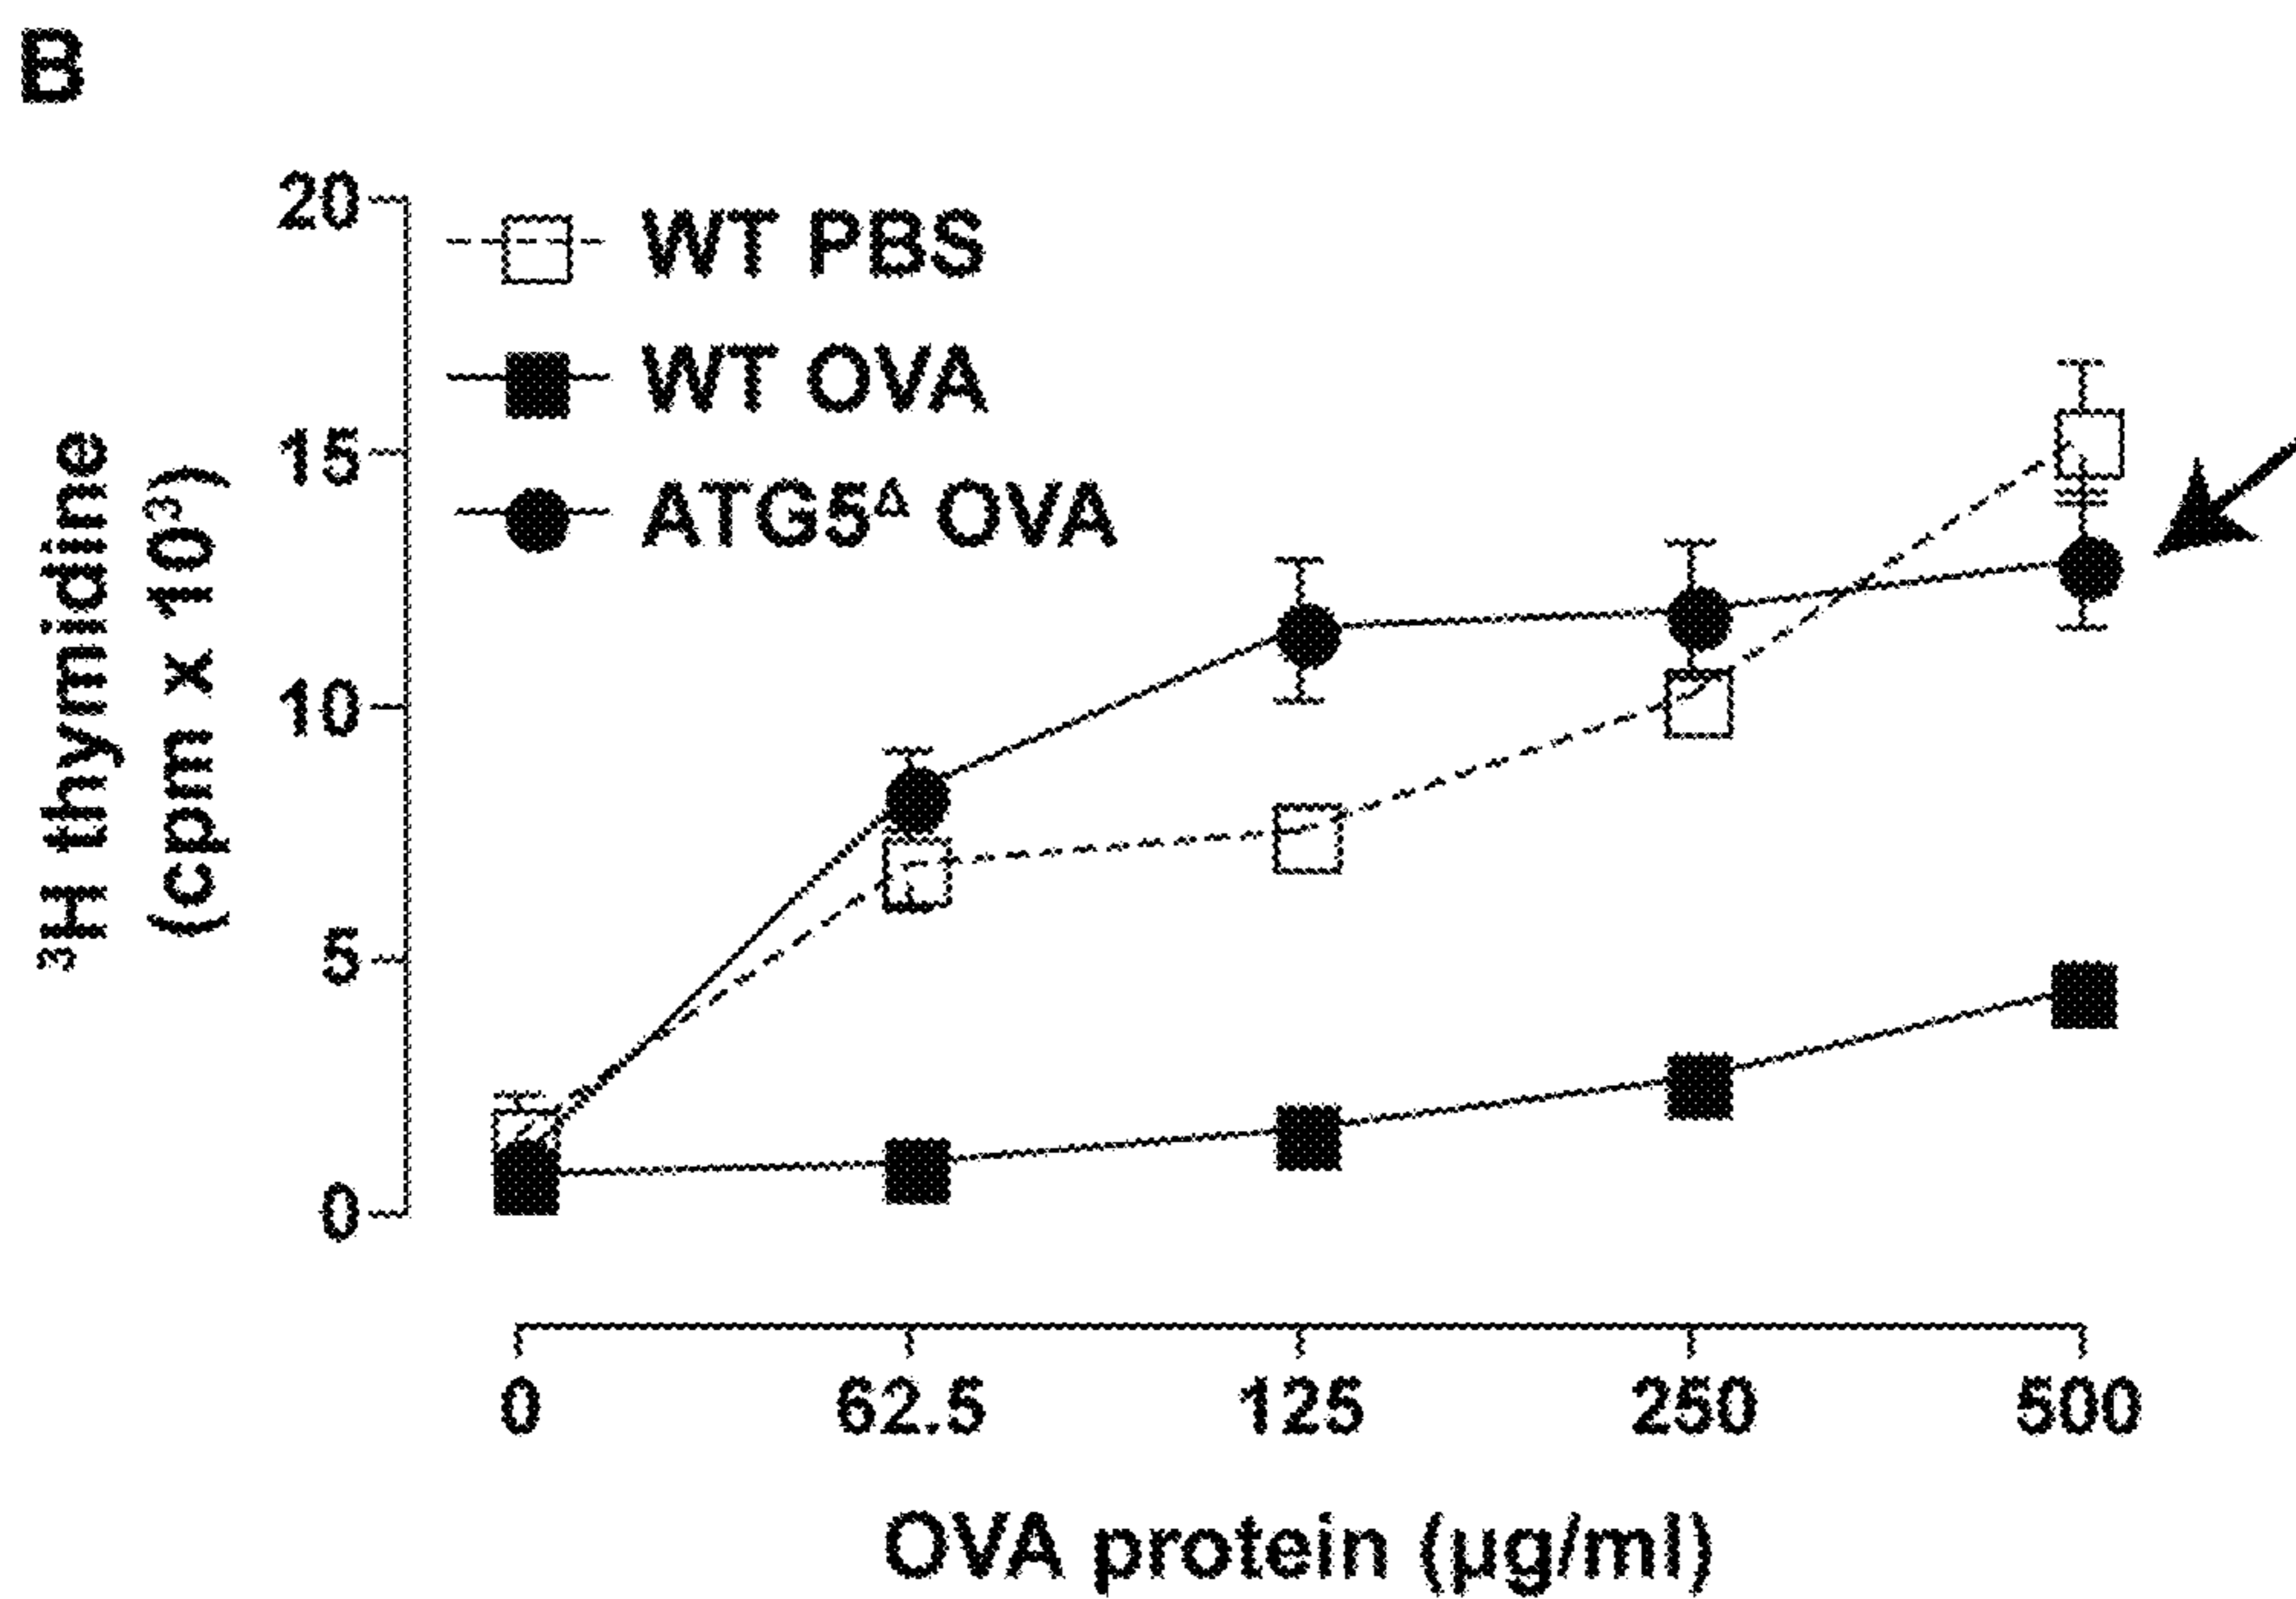 B
20
15
10
5
0
³H thymidine
(cpm x 10³)
WT PBS
WT OVA
ATG5ᐃ OVA
0 62.5 125 250 500
OVA protein (µg/ml)